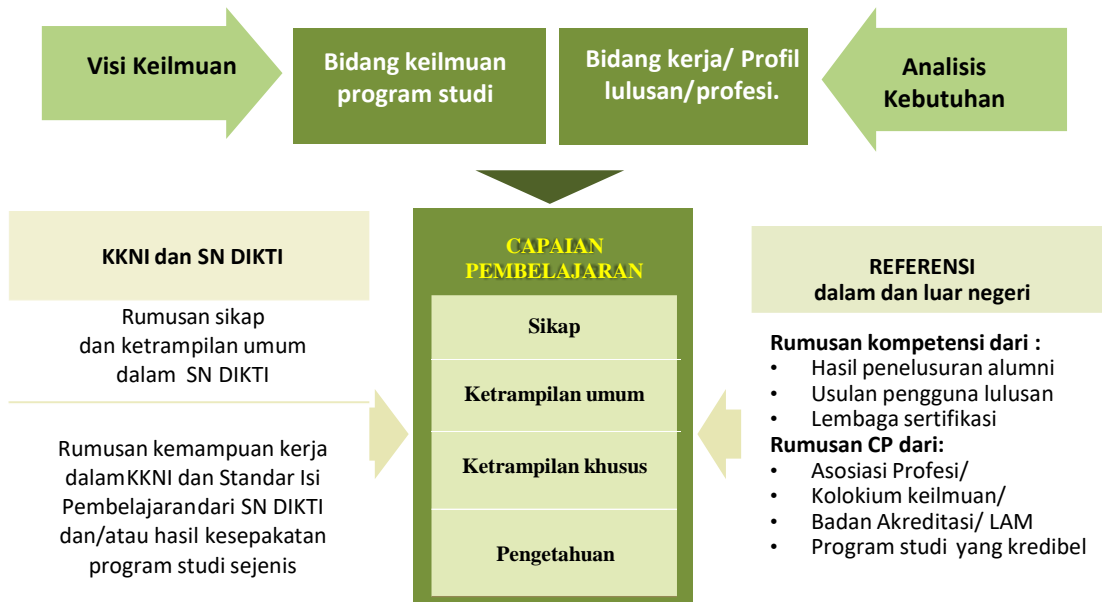 Visi Keilmuan
Bidang keilmuan
program studi
Bidang kerja/ Profil
lulusan/profesi.
Analisis
Kebutuhan
KKNI dan SN DIKTI
Rumusan sikap
dan ketrampilan umum
dalam SN DIKTI
Rumusan kemampuan kerja
dalamKKNI dan Standar Isi
Pembelajarandari SN DIKTI
dan/atau hasil kesepakatan
program studi sejenis
CAPAIAN
PEMBELAJARAN
Sikap
Ketrampilan umum
Ketrampilan khusus
Pengetahuan
REFERENSI
dalam dan luar negeri
Rumusan kompetensi dari :
• Hasil penelusuran alumni
• Usulan pengguna lulusan
• Lembaga sertifikasi
Rumusan CP dari:
• Asosiasi Profesi/
• Kolokium keilmuan/
• Badan Akreditasi/ LAM
• Program studi yang kredibel